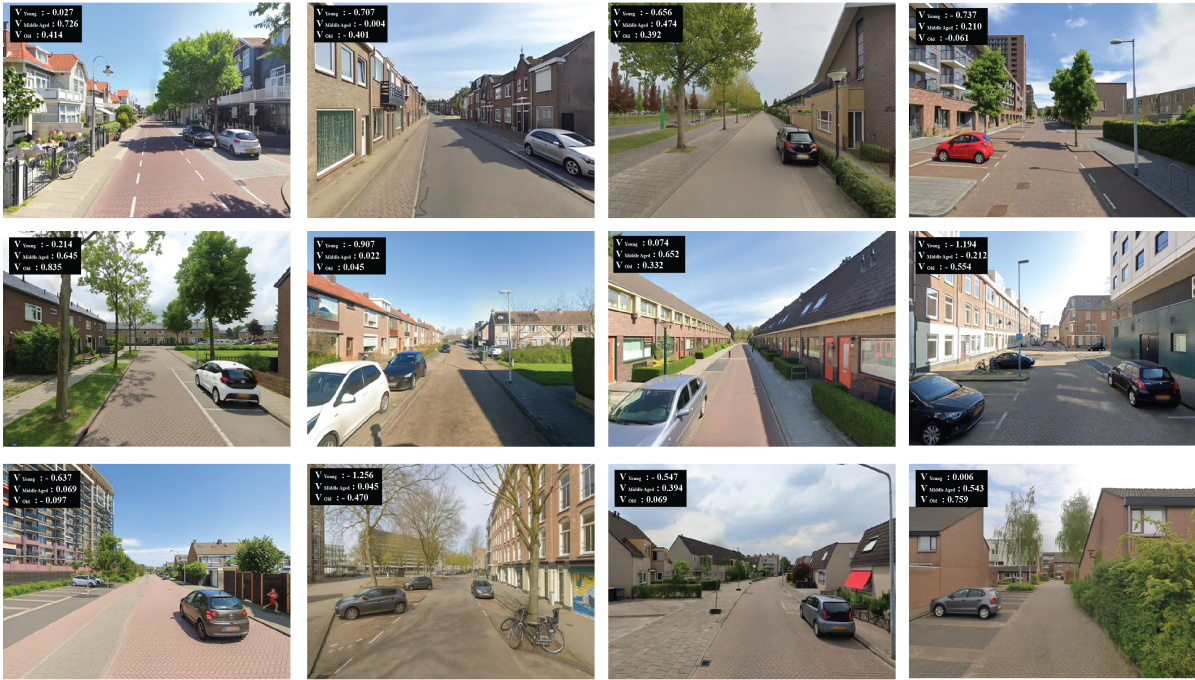 V Young : - 0.027
V Middle Aged : 0.726
V Old : 0.414
V Young : - 0.707
V Middle Aged : - 0.004
V Old : - 0.401
V Young : - 0.656
V Middle Aged : 0.474
V Old : 0.392
V Young : - 0.737
V Middle Aged : 0.210
V Old : -0.061
V Young : - 0.214
V Middle Aged : 0.645
V Old : 0.835
V Young : - 0.907
V Middle Aged : 0.022
V Old : 0.045
V Young : 0.074
V Middle Aged : 0.652
V Old : 0.332
V Young : - 1.194
V Middle Aged : - 0.212
V Old : - 0.554
V Young : - 0.637
V Middle Aged : 0.069
V Old : - 0.097
V Young : - 1.256
V Middle Aged : 0.045
V Old : - 0.470
V Young : - 0.547
V Middle Aged : 0.394
V Old : 0.069
V Young : 0.006
V Middle Aged : 0.543
V Old : 0.759